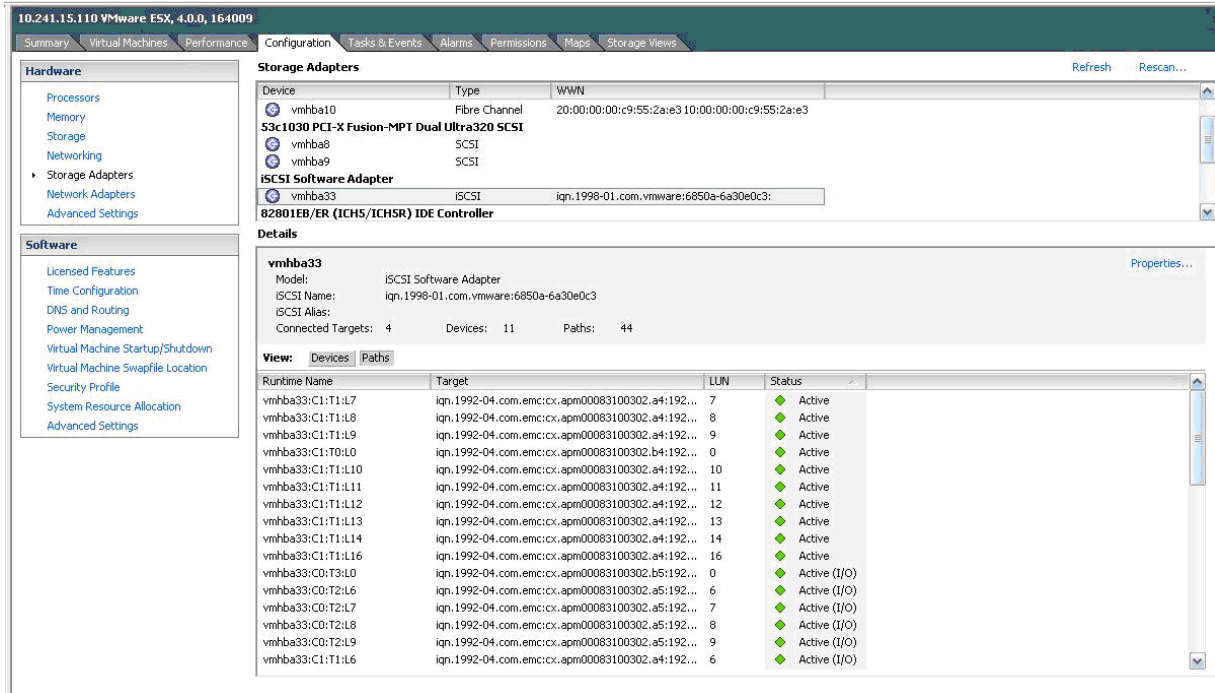 10.241.15.110 VMware ESX, 4.0.0, 164009
Summary Virtual Machines Performance Configuration Tasks & Events Alarms Permissions Maps Storage Views
Hardware
Processors
Memory
Storage
Networking
Storage Adapters
Network Adapters
Advanced Settings
Software
Licensed Features
Time Configuration
DNS and Routing
Power Management
Virtual Machine Startup/Shutdown
Virtual Machine Swapfile Location
Security Profile
System Resource Allocation
Advanced Settings
Storage Adapters Refresh Rescan...
Device Type WWN
vmhba10 Fibre Channel 20:00:00:00:c9:55:2a:e3 10:00:00:00:c9:55:2a:e3
53c1030 PCI-X Fusion-MPT Dual Ultra320 SCSI
vmhba8 SCSI
vmhba9 SCSI
iSCSI Software Adapter
vmhba33 iSCSI iqn.1998-01.com.vmware:6850a-6a30e0c3:
82801EB/ER (ICH5/ICH5R) IDE Controller
Details
vmhba33 Properties...
Model: iSCSI Software Adapter
iSCSI Name: iqn.1998-01.com.vmware:6850a-6a30e0c3
iSCSI Alias:
Connected Targets: 4 Devices: 11 Paths: 44
View: Devices Paths
Runtime Name Target LUN Status
vmhba33:C1:T1:L7 iqn.1992-04.com.emc:cx.apm00083100302.a4:192... 7 Active
vmhba33:C1:T1:L8 iqn.1992-04.com.emc:cx.apm00083100302.a4:192... 8 Active
vmhba33:C1:T1:L9 iqn.1992-04.com.emc:cx.apm00083100302.a4:192... 9 Active
vmhba33:C1:T0:L0 iqn.1992-04.com.emc:cx.apm00083100302.b4:192... 0 Active
vmhba33:C1:T1:L10 iqn.1992-04.com.emc:cx.apm00083100302.a4:192... 10 Active
vmhba33:C1:T1:L11 iqn.1992-04.com.emc:cx.apm00083100302.a4:192... 11 Active
vmhba33:C1:T1:L12 iqn.1992-04.com.emc:cx.apm00083100302.a4:192... 12 Active
vmhba33:C1:T1:L13 iqn.1992-04.com.emc:cx.apm00083100302.a4:192... 13 Active
vmhba33:C1:T1:L14 iqn.1992-04.com.emc:cx.apm00083100302.a4:192... 14 Active
vmhba33:C1:T1:L16 iqn.1992-04.com.emc:cx.apm00083100302.a4:192... 16 Active
vmhba33:C0:T3:L0 iqn.1992-04.com.emc:cx.apm00083100302.b5:192... 0 Active (I/O)
vmhba33:C0:T2:L6 iqn.1992-04.com.emc:cx.apm00083100302.a5:192... 6 Active (I/O)
vmhba33:C0:T2:L7 iqn.1992-04.com.emc:cx.apm00083100302.a5:192... 7 Active (I/O)
vmhba33:C0:T2:L8 iqn.1992-04.com.emc:cx.apm00083100302.a5:192... 8 Active (I/O)
vmhba33:C0:T2:L9 iqn.1992-04.com.emc:cx.apm00083100302.a5:192... 9 Active (I/O)
vmhba33:C1:T1:L6 iqn.1992-04.com.emc:cx.apm00083100302.a4:192... 6 Active (I/O)